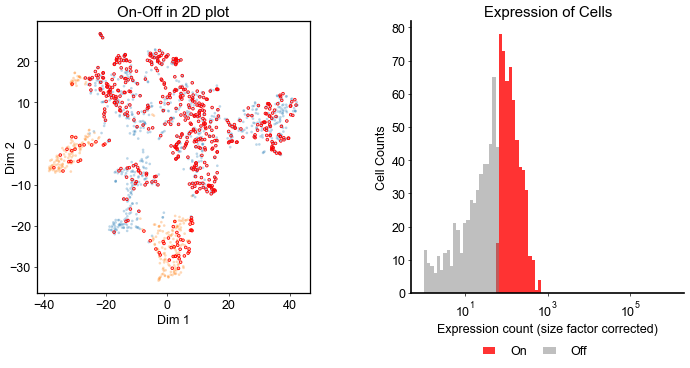 On-Off in 2D plot
Dim 2
20
10
0
−10
−20
−30
−40
−20
0
20
40
Dim 1
Expression of Cells
Cell Counts
80
70
60
50
40
30
20
10
0
10^1
10^3
10^5
Expression count (size factor corrected)
On
Off